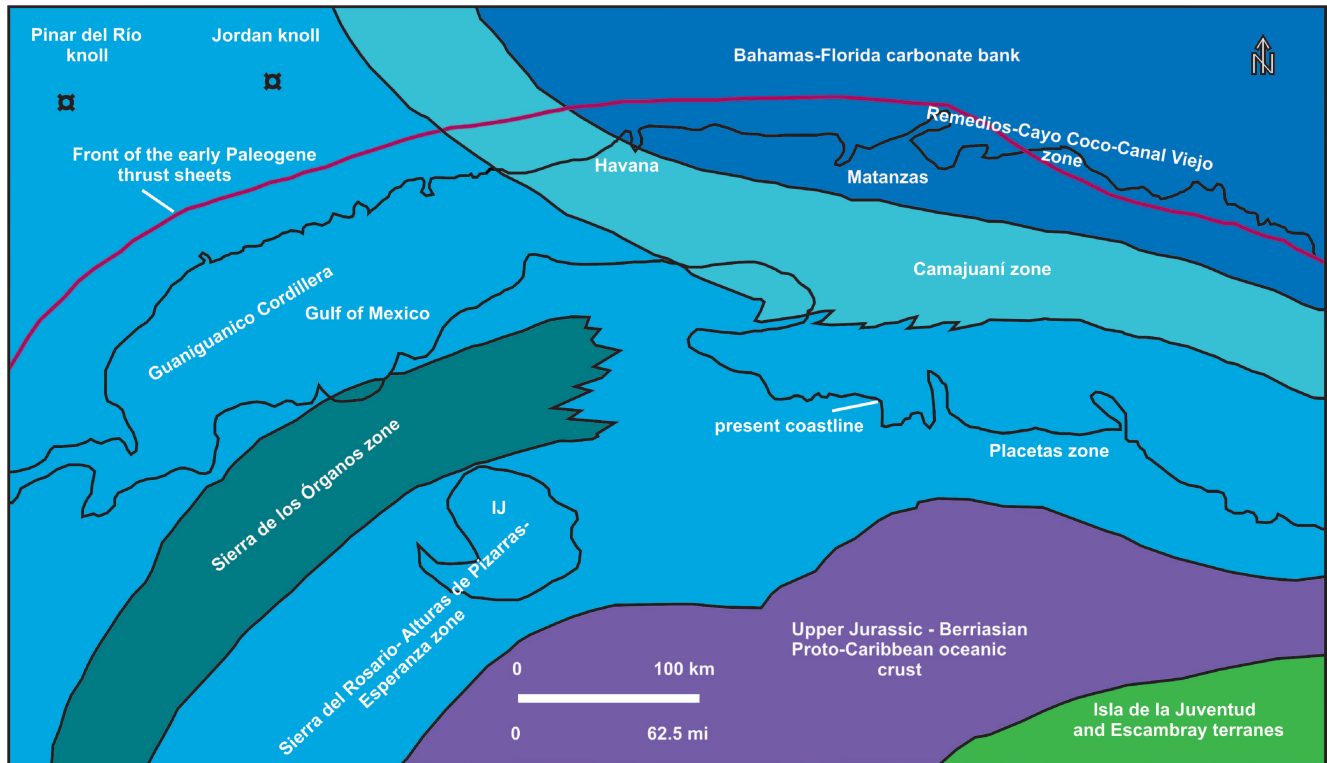 Pinar del Río
knoll
Jordan knoll
Bahamas-Florida carbonate bank
N
Front of the early Paleogene
thrust sheets
Havana
Matanzas
Remedios-Cayo Coco-Canal Viejo
zone
Camajuaní zone
Guaniguanico Cordillera
Gulf of Mexico
present coastline
Placetas zone
Sierra de los Órganos zone
IJ
Sierra del Rosario- Alturas de Pizarras-
Esperanza zone
Upper Jurassic - Berriasian
Proto-Caribbean oceanic
crust
0 100 km
0 62.5 mi
Isla de la Juventud
and Escambray terranes